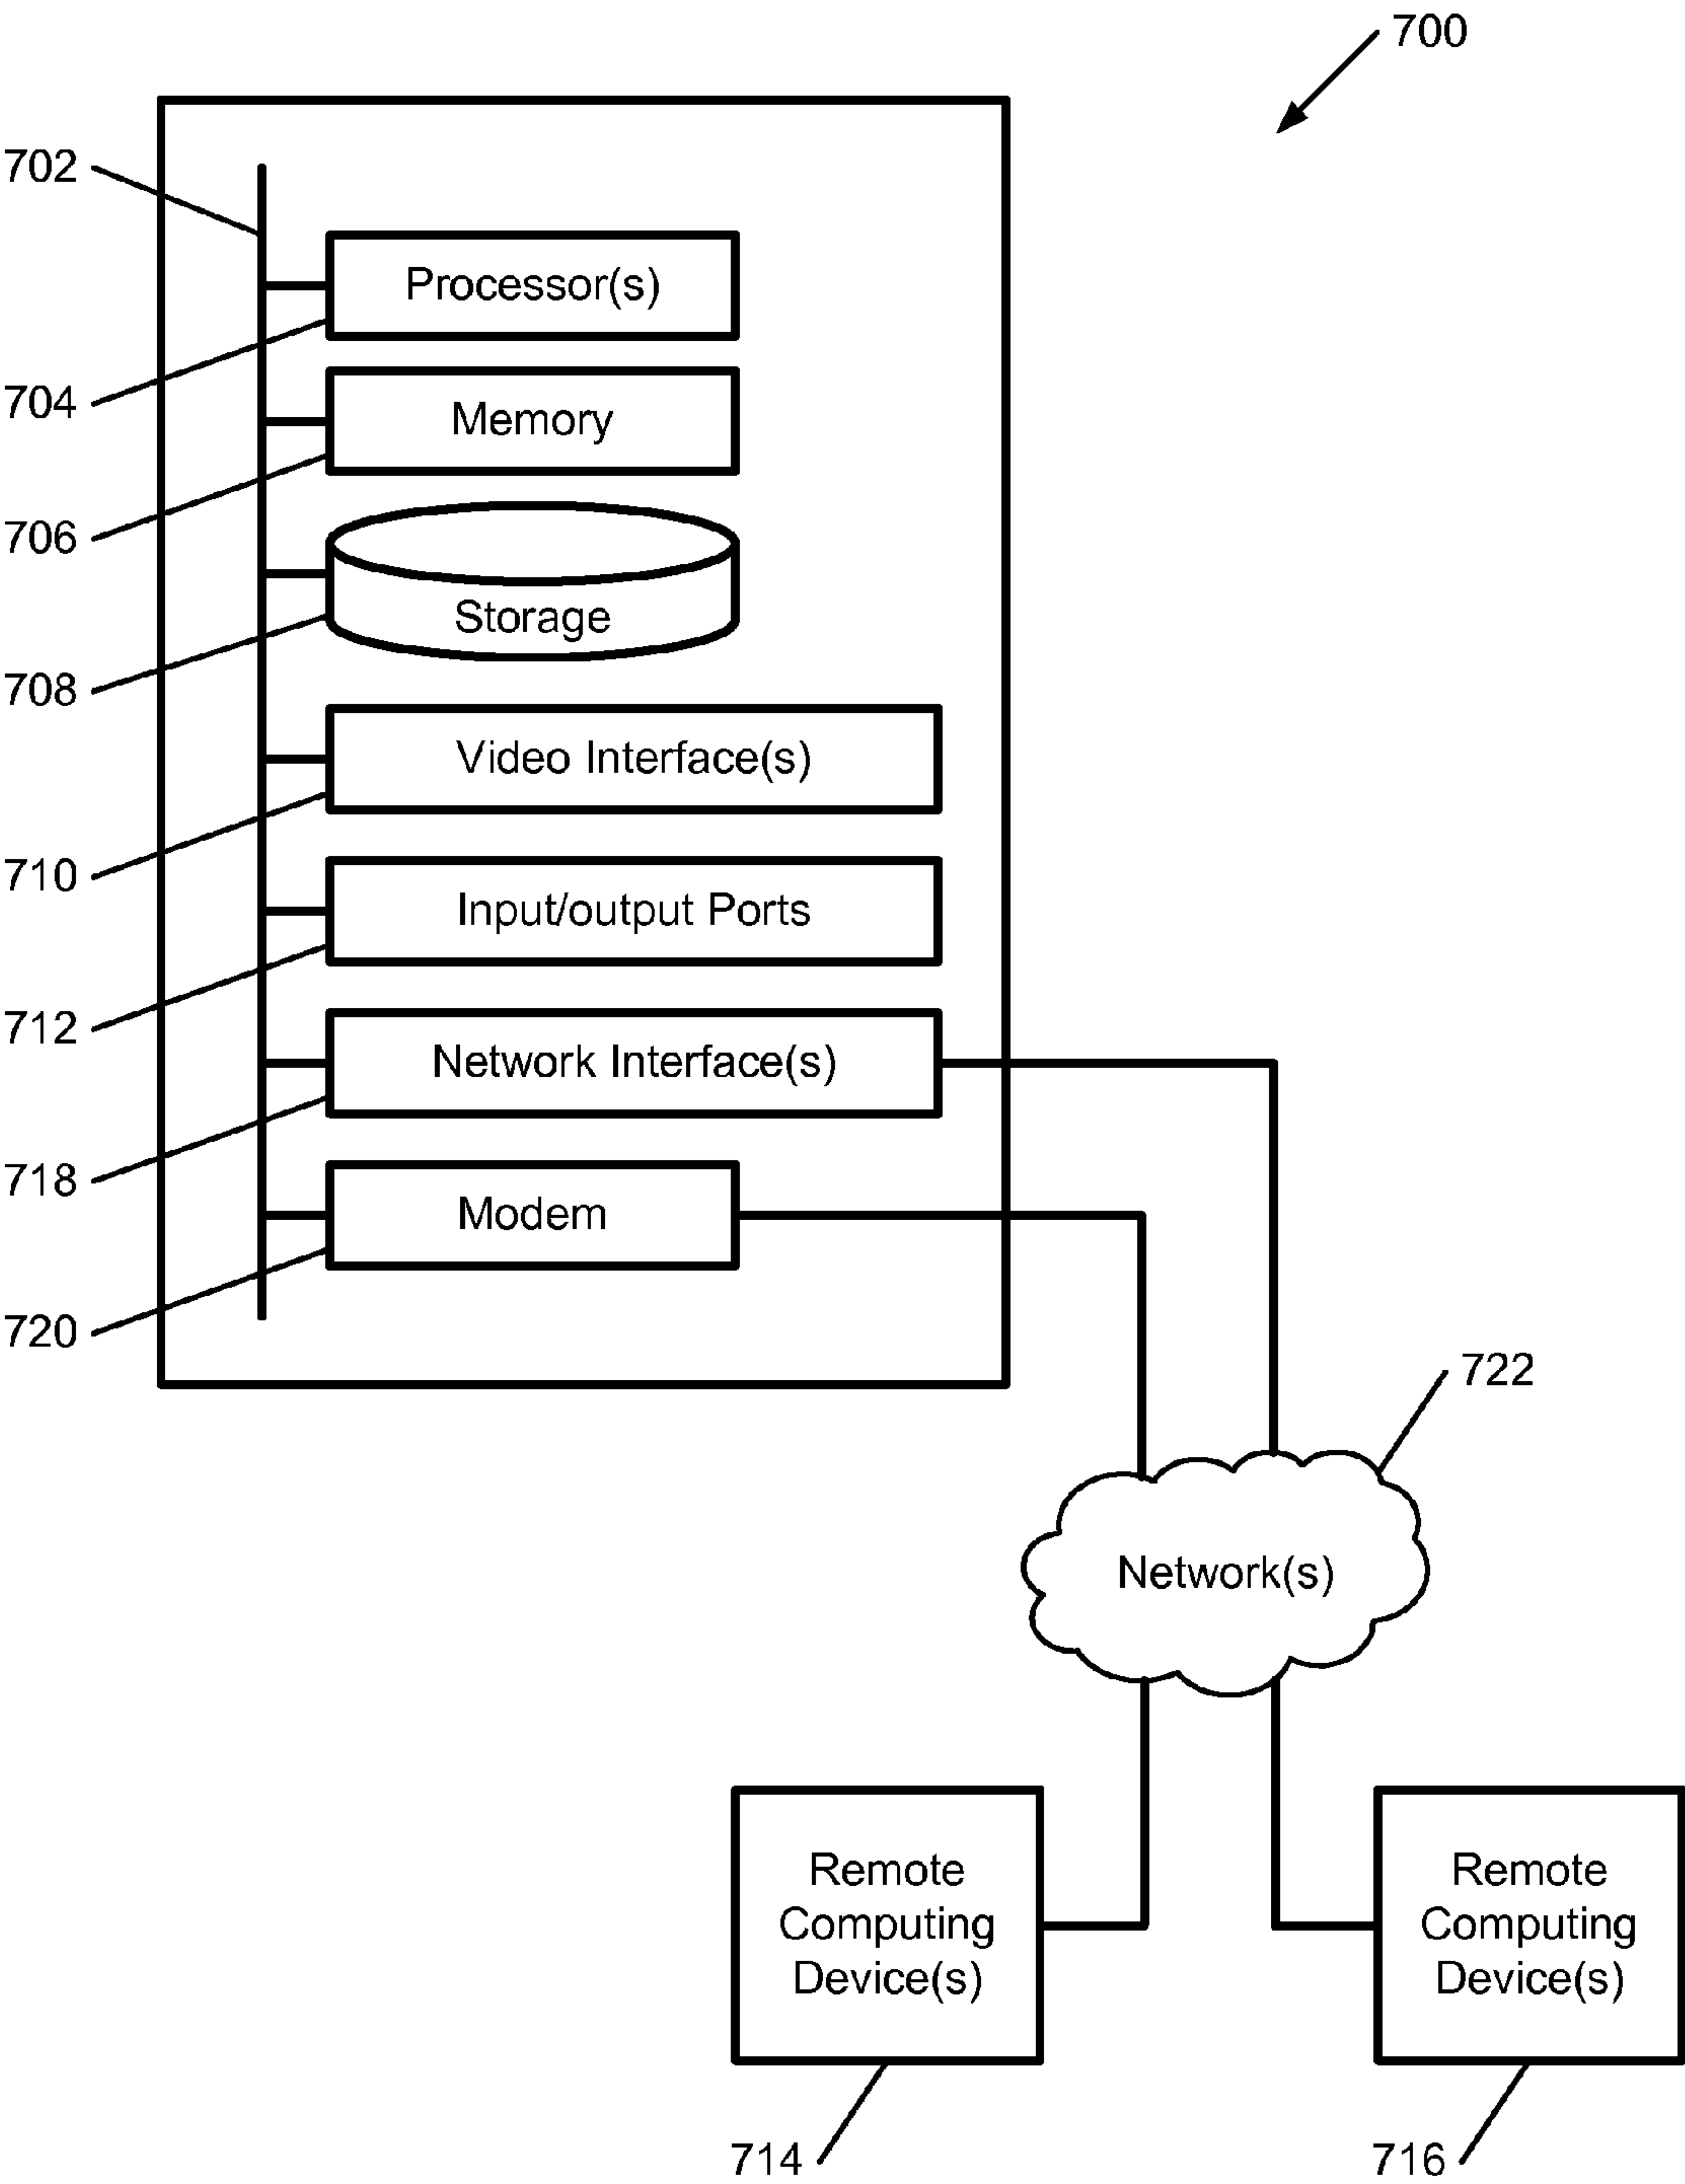 700
702
Processor(s)
704
Memory
706
Storage
708
Video Interface(s)
710
Input/output Ports
712
Network Interface(s)
718
Modem
720
722
Network(s)
Remote
Computing
Device(s)
Remote
Computing
Device(s)
714
716